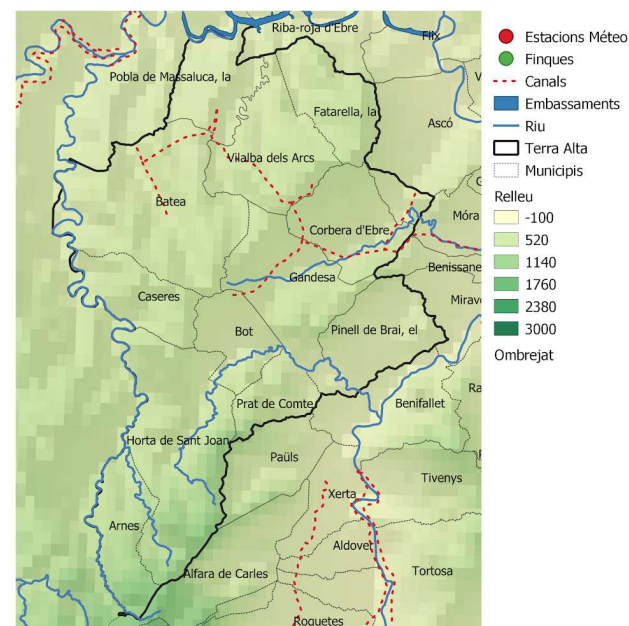 Riba-roja d'Ebre
Flix
Pobla de Massaluca, la
Fatarella, la
Ascó
Vilalba dels Arcs
Batea
Corbera d'Ebre,
Móra
Gandesa
Benissane
Caseres
Mirav
Bot
Pinell de Brai, el
Prat de Comte
Benifallet
Horta de Sant Joan
Paüls
Tivenys
Xerta
Arnes
Aldover
Alfara de Carles
Tortosa
Roquetes
Estacions Méteo
Finques
Canals
Embassaments
Riu
Terra Alta
Municipis
Relleu
-100
520
1140
1760
2380
3000
Ombrejat